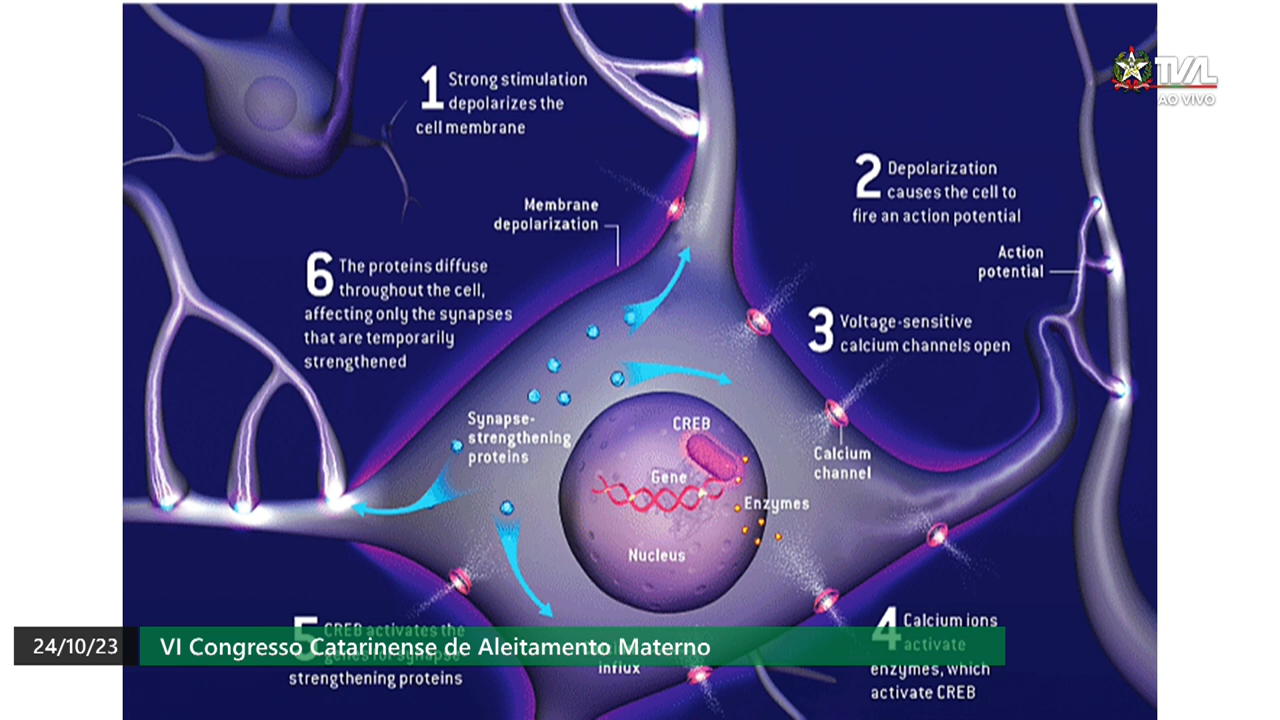 1 Strong stimulation
depolarizes the
cell membrane
TVAL
AO VIVO
2 Depolarization
causes the cell to
fire an action potential
Membrane
depolarization
Action
potential
6 The proteins diffuse
throughout the cell,
affecting only the synapses
that are temporarily
strengthened
3 Voltage-sensitive
calcium channels open
Synapse-
strengthening
proteins
CREB
Gene
Enzymes
Nucleus
Calcium
channel
5 CREB activates the
genes for synapse-
strengthening proteins
influx
4 Calcium ions
activate
enzymes, which
activate CREB
24/10/23 VI Congresso Catarinense de Aleitamento Materno